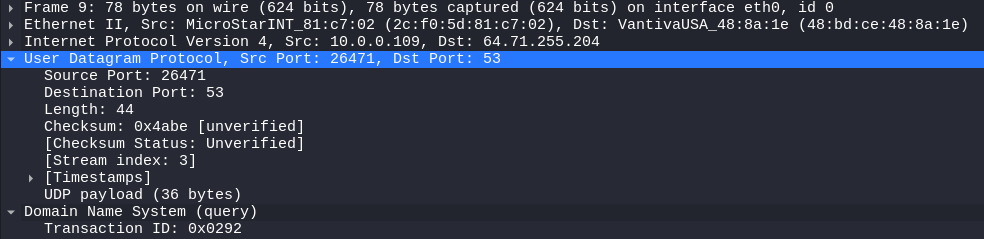 Frame 9: 78 bytes on wire (624 bits), 78 bytes captured (624 bits) on interface eth0, id 0
Ethernet II, Src: MicroStarINT_81:c7:02 (2c:f0:5d:81:c7:02), Dst: VantivaUSA_48:8a:1e (48:bd:ce:48:8a:1e)
Internet Protocol Version 4, Src: 10.0.0.109, Dst: 64.71.255.204
User Datagram Protocol, Src Port: 26471, Dst Port: 53
Source Port: 26471
Destination Port: 53
Length: 44
Checksum: 0x4abe [unverified]
[Checksum Status: Unverified]
[Stream index: 3]
[Timestamps]
UDP payload (36 bytes)
Domain Name System (query)
Transaction ID: 0x0292